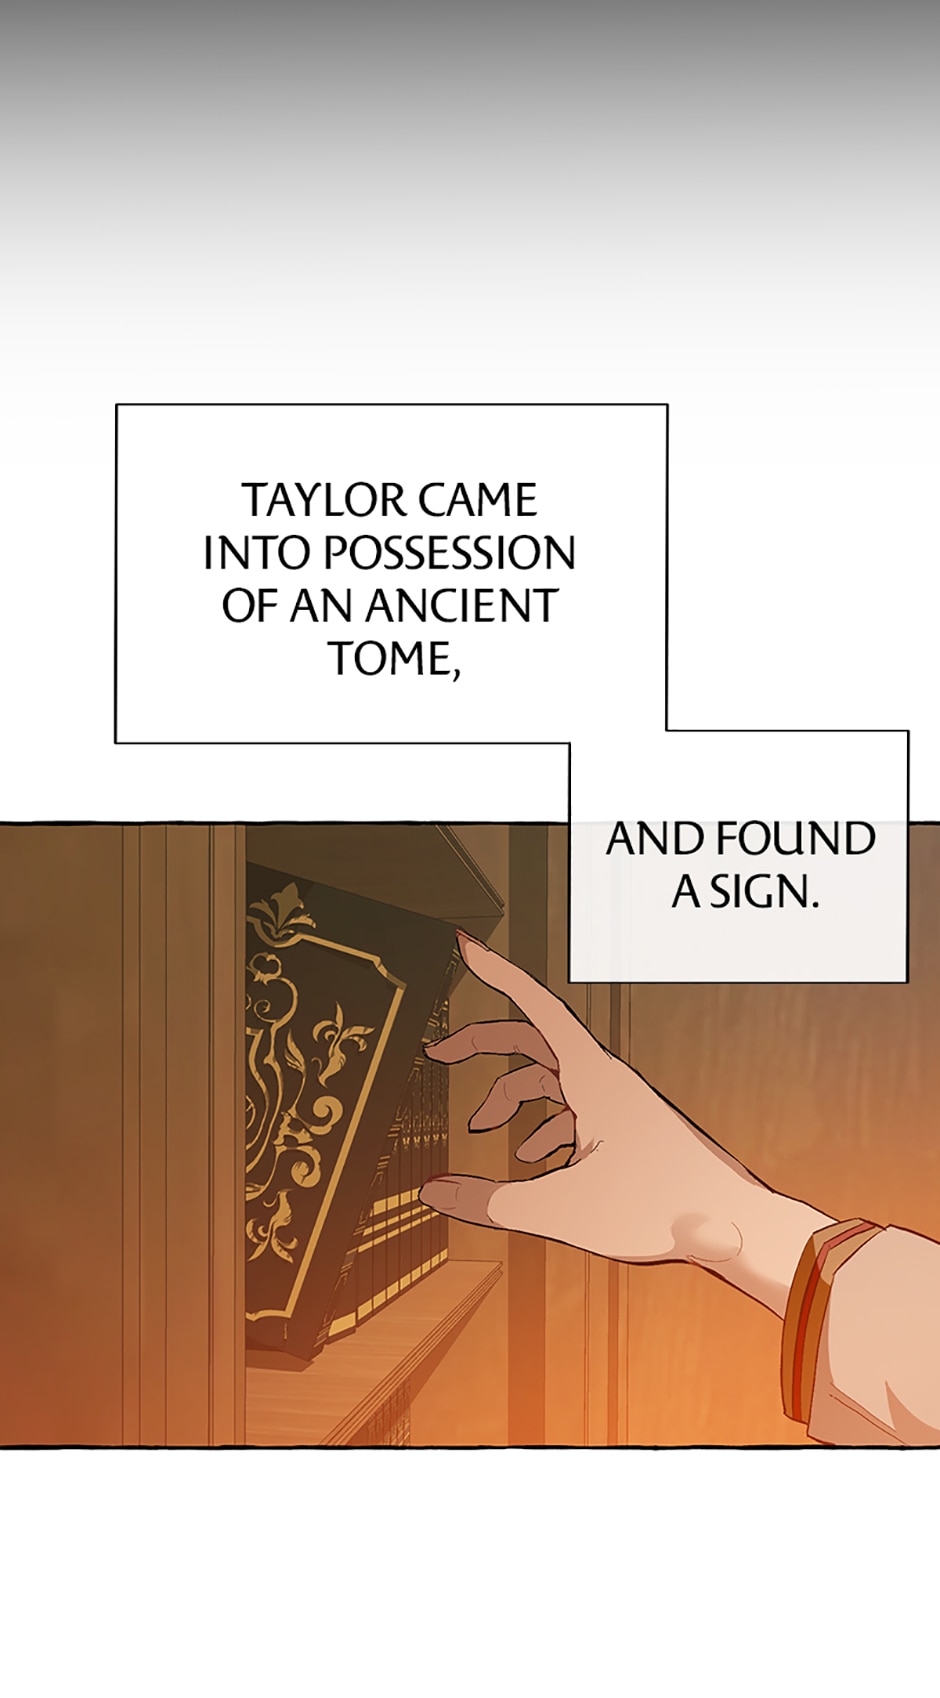 TAYLOR CAME
INTO POSSESSION
OF AN ANCIENT
TOME,
AND FOUND
A SIGN.